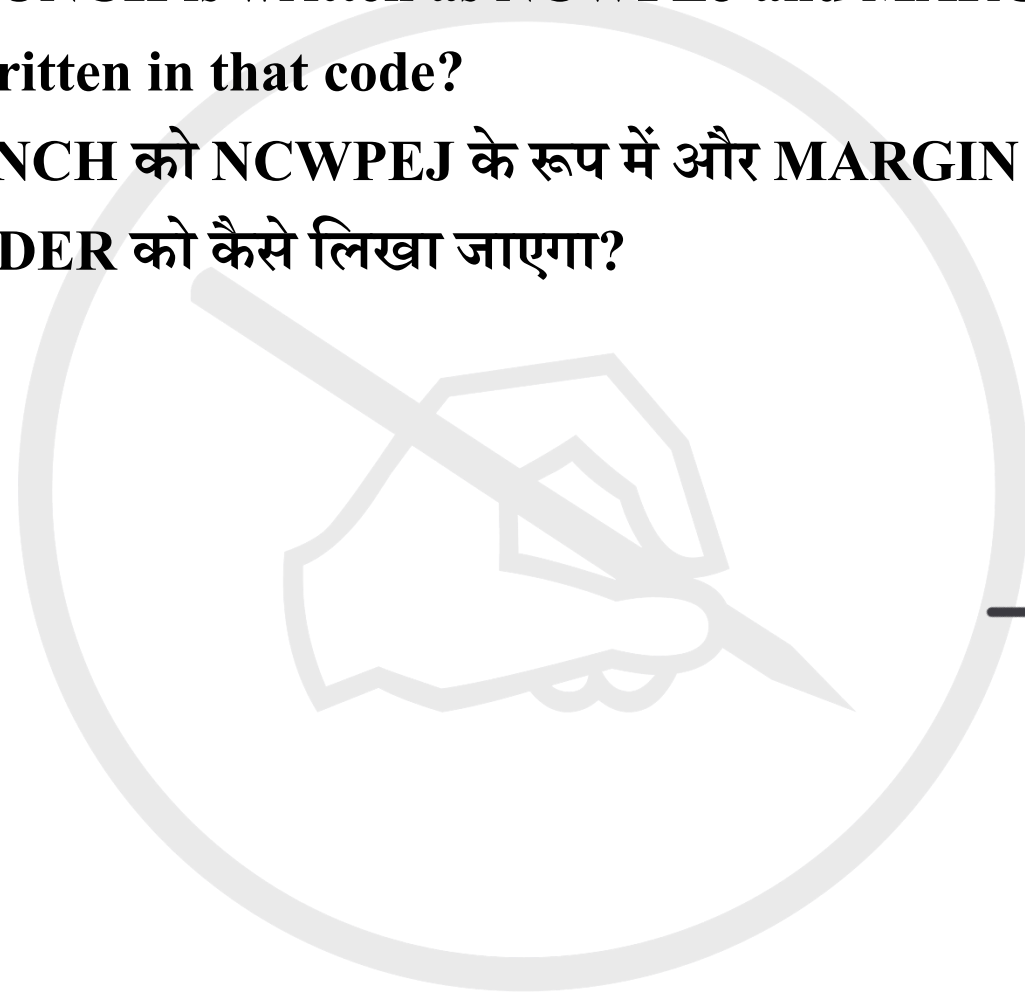 ritten in that code?
NCH को NCWPEJ के रूप में और MARGIN
DER को कैसे लिखा जाएगा?